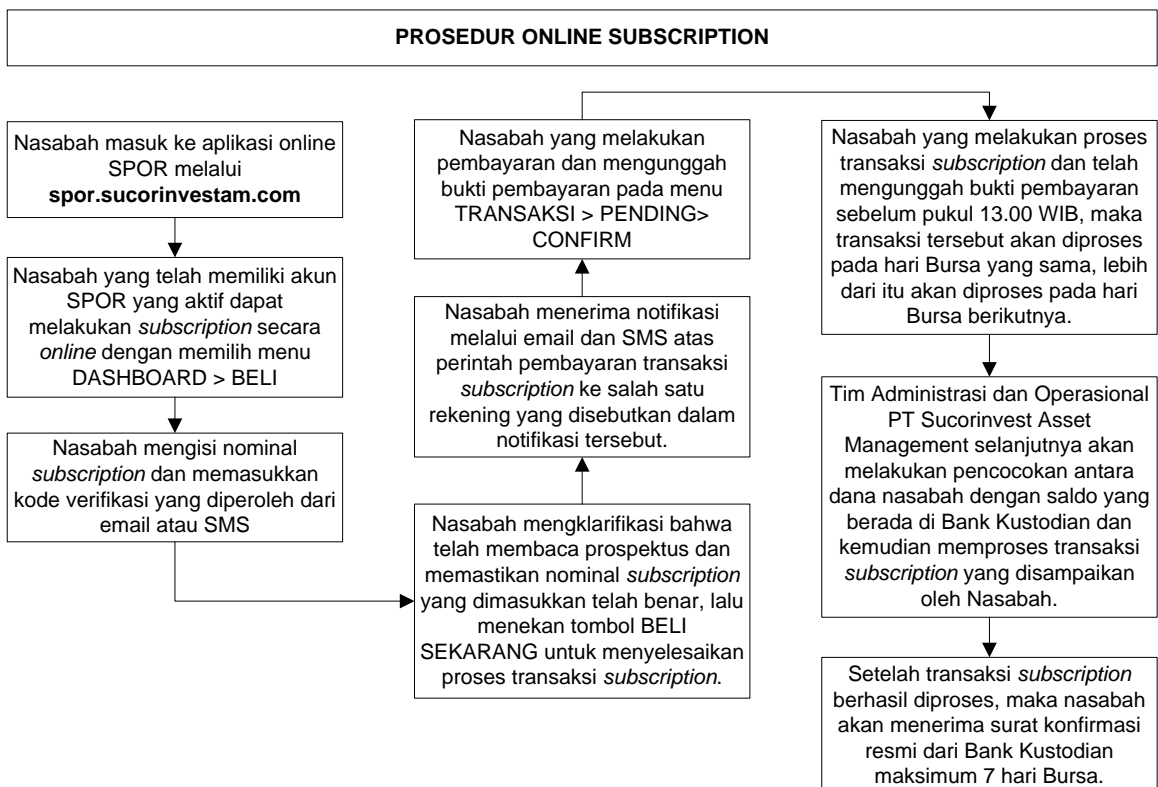 PROSEDUR ONLINE SUBSCRIPTION
Nasabah masuk ke aplikasi online
SPOR melalui
spor.sucorinvestam.com
Nasabah yang telah memiliki akun
SPOR yang aktif dapat
melakukan subscription secara
online dengan memilih menu
DASHBOARD > BELI
Nasabah mengisi nominal
subscription dan memasukkan
kode verifikasi yang diperoleh dari
email atau SMS
Nasabah mengklarifikasi bahwa
telah membaca prospektus dan
memastikan nominal subscription
yang dimasukkan telah benar, lalu
menekan tombol BELI
SEKARANG untuk menyelesaikan
proses transaksi subscription.
Nasabah menerima notifikasi
melalui email dan SMS atas
perintah pembayaran transaksi
subscription ke salah satu
rekening yang disebutkan dalam
notifikasi tersebut.
Nasabah yang melakukan
pembayaran dan mengunggah
bukti pembayaran pada menu
TRANSAKSI > PENDING>
CONFIRM
Nasabah yang melakukan proses
transaksi subscription dan telah
mengunggah bukti pembayaran
sebelum pukul 13.00 WIB, maka
transaksi tersebut akan diproses
pada hari Bursa yang sama, lebih
dari itu akan diproses pada hari
Bursa berikutnya.
Tim Administrasi dan Operasional
PT Sucorinvest Asset
Management selanjutnya akan
melakukan pencocokan antara
dana nasabah dengan saldo yang
berada di Bank Kustodian dan
kemudian memproses transaksi
subscription yang disampaikan
oleh Nasabah.
Setelah transaksi subscription
berhasil diproses, maka nasabah
akan menerima surat konfirmasi
resmi dari Bank Kustodian
maksimum 7 hari Bursa.